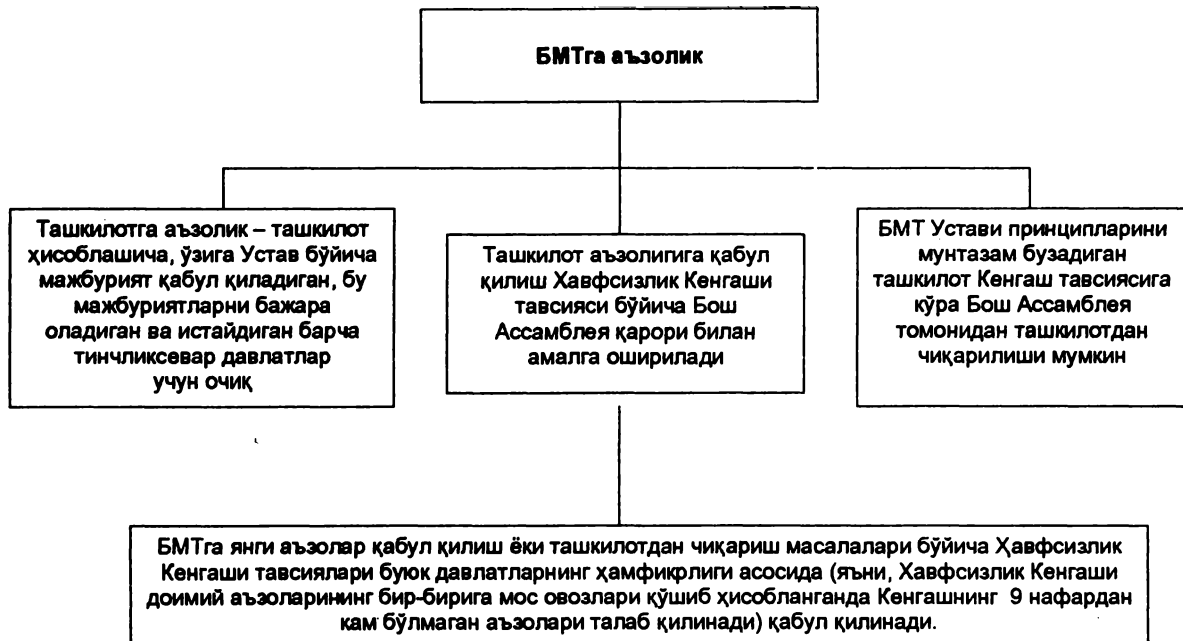 БМТга аъзолик
Ташкилотга аъзолик – ташкилот
ҳисоблашича, ўзига Устав бўйича
мажбурият қабул қиладиган, бу
мажбуриятларни бажара
оладиган ва истайдиган барча
тинчликсевар давлатлар
учун очиқ
Ташкилот аъзолигига қабул
қилиш Хавфсизлик Кенгаши
тавсияси бўйича Бош
Ассамблея қарори билан
амалга оширилади
БМТ Устави принципларини
мунтазам бузадиган
ташкилот Кенгаш тавсиясига
кўра Бош Ассамблея
томонидан ташкилотдан
чиқарилиши мумкин
БМТга янги аъзолар қабул қилиш ёки ташкилотдан чиқариш масалалари бўйича Ҳавфсизлик
Кенгаши тавсиялари буюк давлатларнинг ҳамфикрлиги асосида (яъни, Хавфсизлик Кенгаши
доимий аъзоларининг бир-бирига мос овозлари қўшиб ҳисобланганда Кенгашнинг 9 нафардан
кам бўлмаган аъзолари талаб қилинади) қабул қилинади.